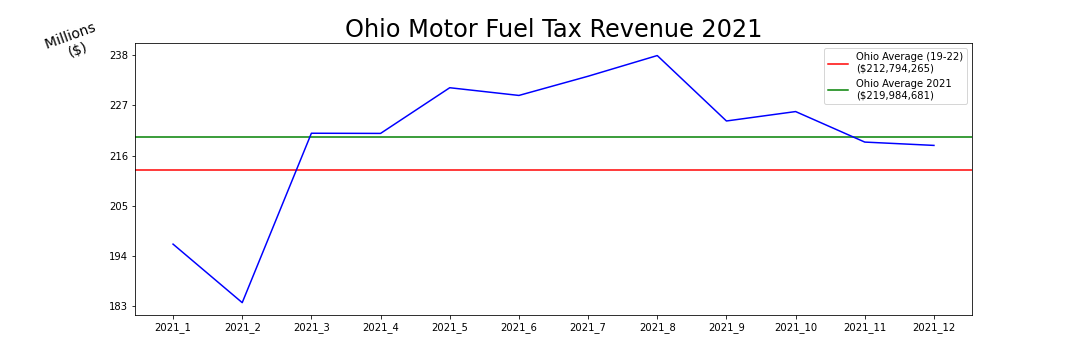 Ohio Motor Fuel Tax Revenue 2021
Millions
($)
Ohio Average (19-22)
($212,794,265)
Ohio Average 2021
($219,984,681)
238
227
216
205
194
183
2021_1 2021_2 2021_3 2021_4 2021_5 2021_6 2021_7 2021_8 2021_9 2021_10 2021_11 2021_12